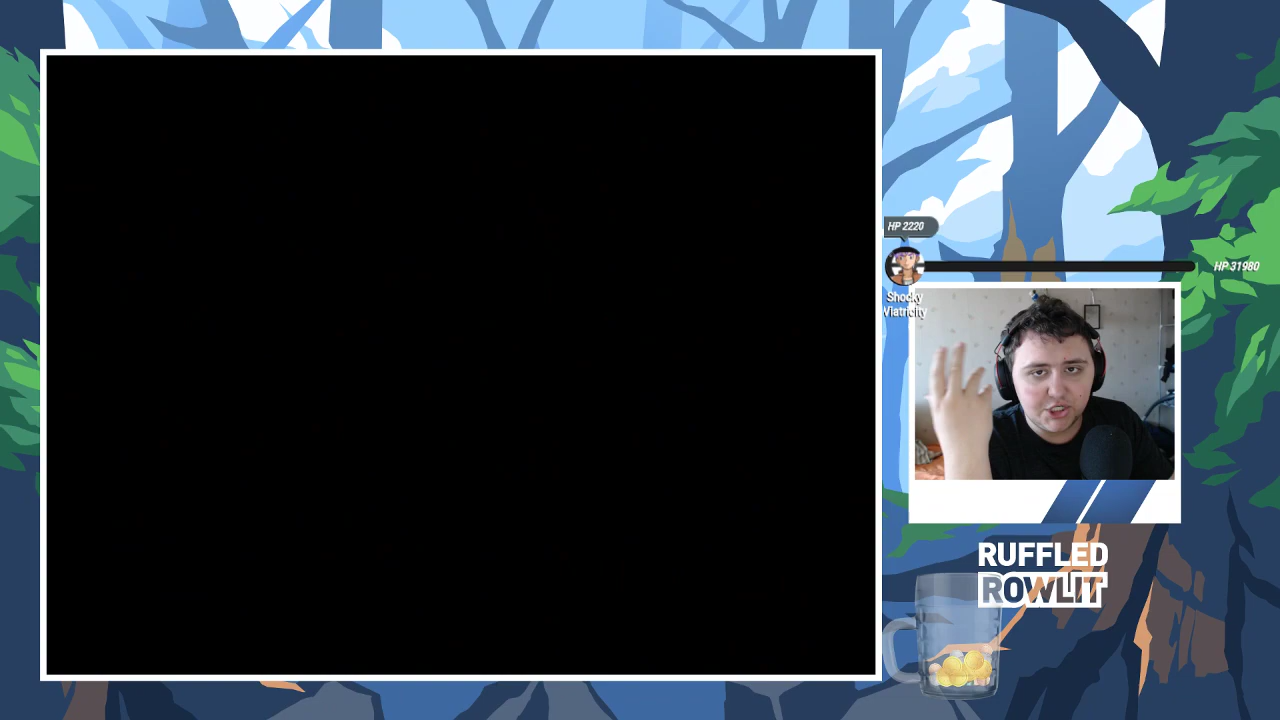 HP 2220
HP 31980
Shocky
Viatricity
RUFFLED
ROWLIT